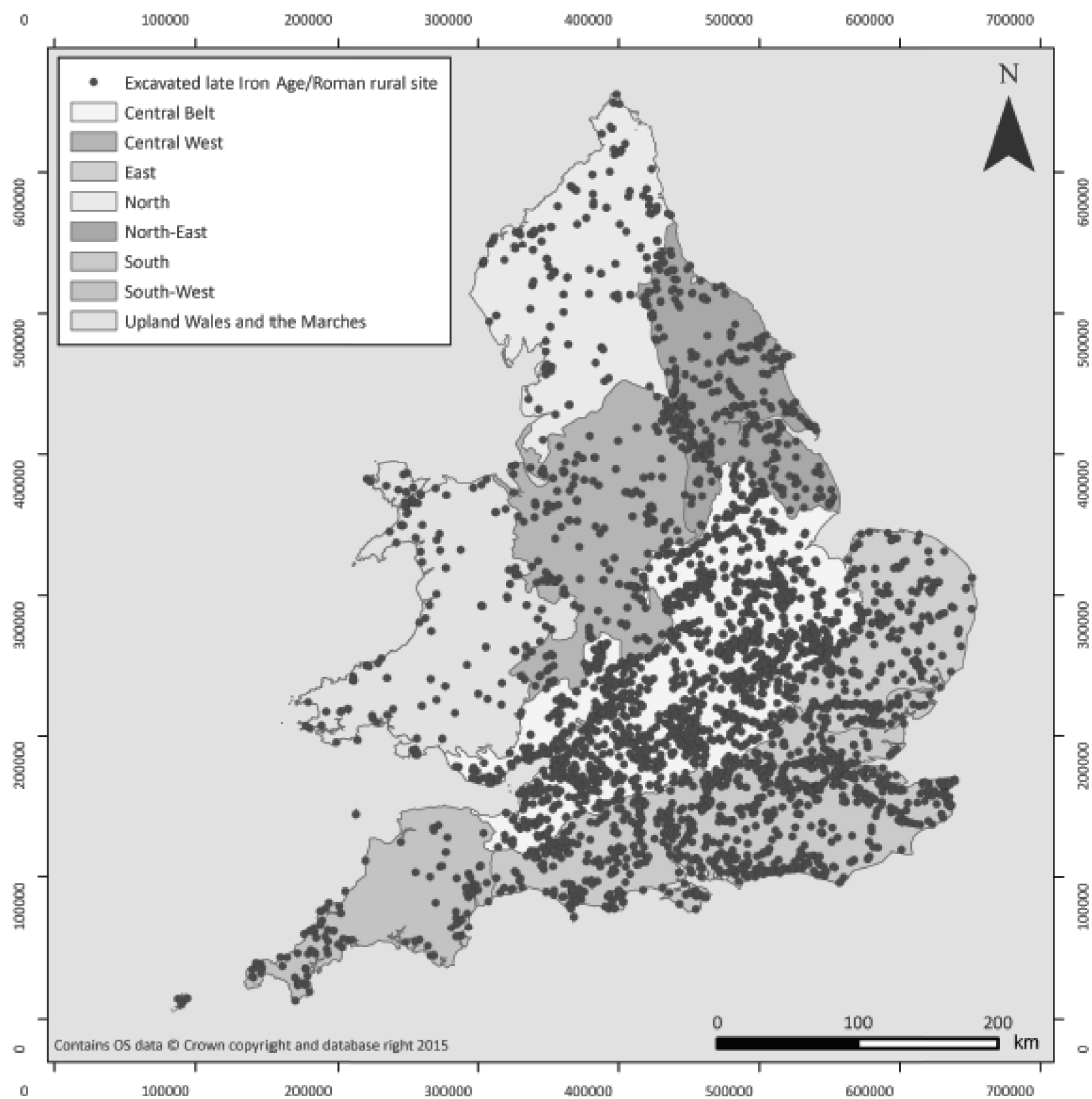 0 100000 200000 300000 400000 500000 600000 700000
Excavated late Iron Age/Roman rural site
Central Belt
Central West
East
North
North-East
South
South-West
Upland Wales and the Marches
N
600000 600000
500000 500000
400000 400000
300000 300000
200000 200000
100000 100000
0 100 200
km
Contains OS data © Crown copyright and database right 2015
0 0
0 100000 200000 300000 400000 500000 600000 700000